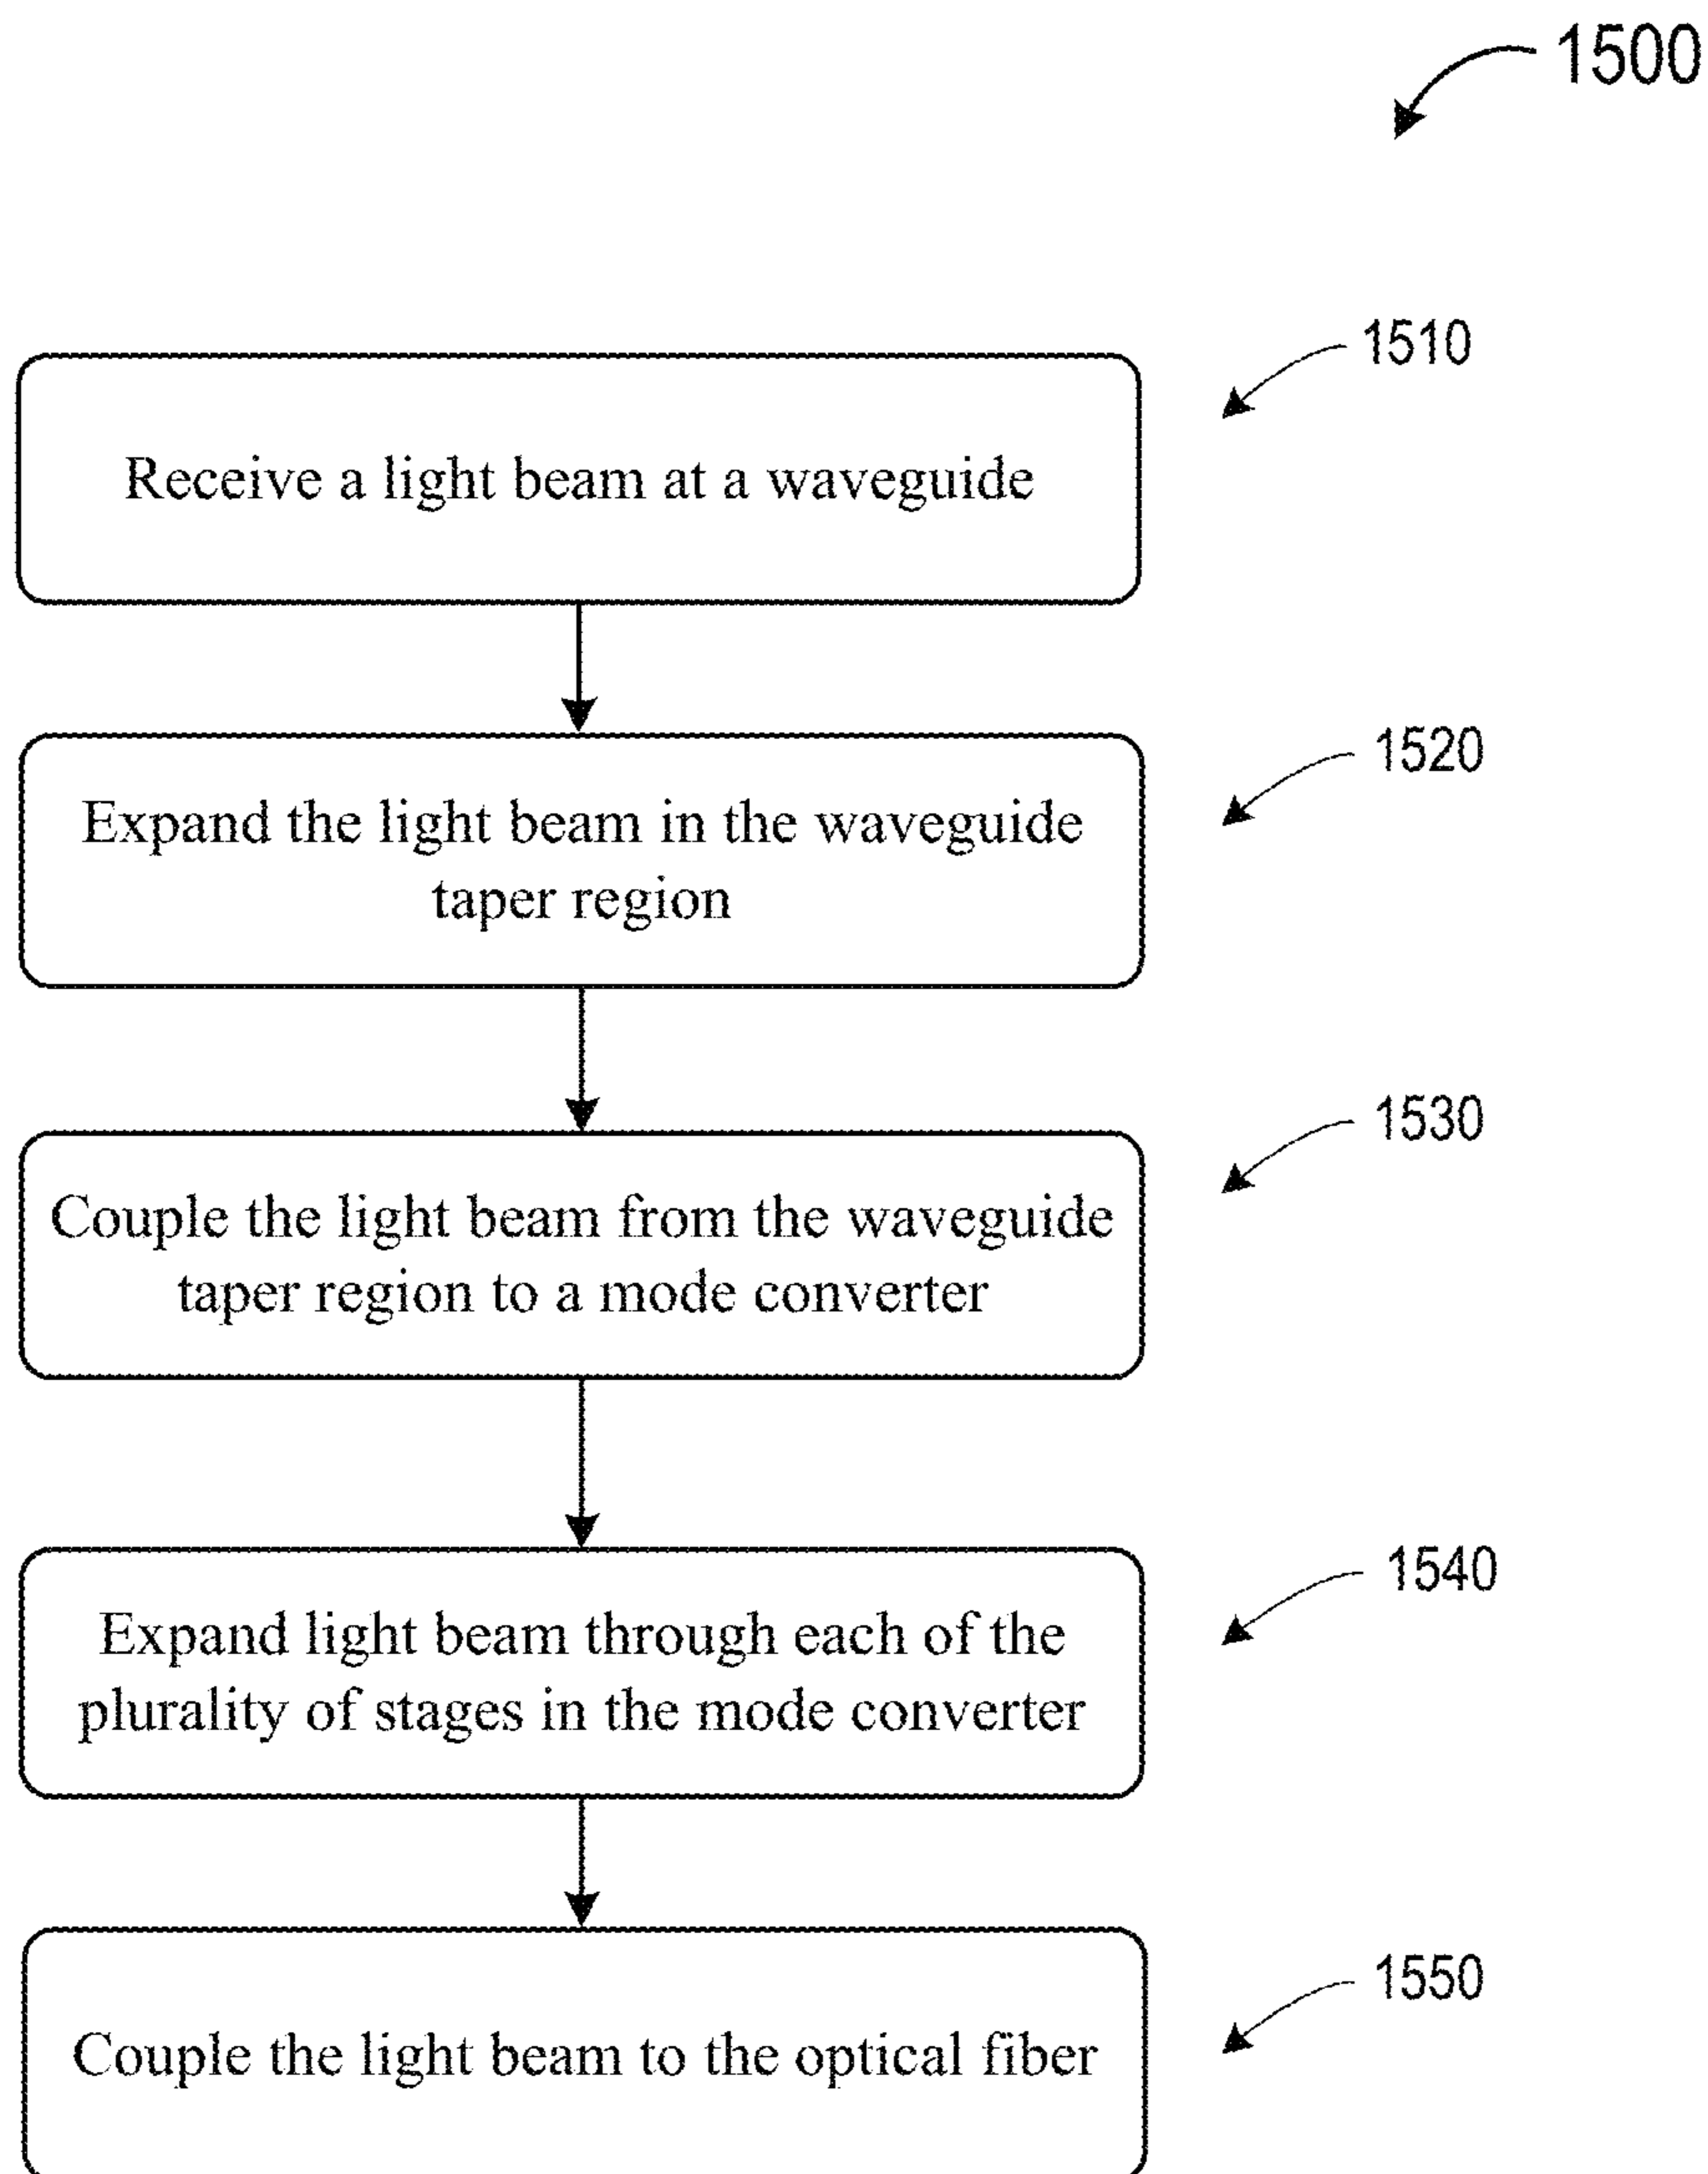 1500
1510
Receive a light beam at a waveguide
1520
Expand the light beam in the waveguide
taper region
1530
Couple the light beam from the waveguide
taper region to a mode converter
1540
Expand light beam through each of the
plurality of stages in the mode converter
1550
Couple the light beam to the optical fiber